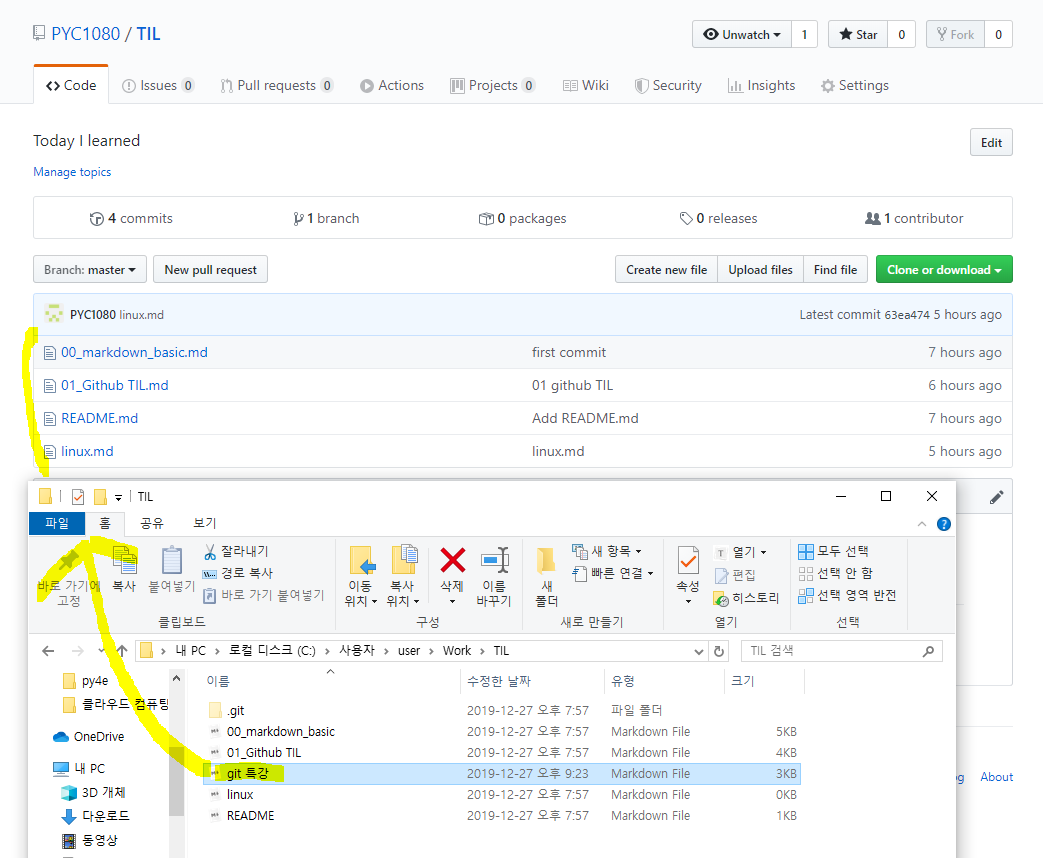 PYC1080 / TIL
Unwatch 1 Star 0 Fork 0
Code Issues 0 Pull requests 0 Actions Projects 0 Wiki Security Insights Settings
Today I learned
Edit
Manage topics
4 commits 1 branch 0 packages 0 releases 1 contributor
Branch: master New pull request Create new file Upload files Find file Clone or download
PYC1080 linux.md Latest commit 63ea474 5 hours ago
00_markdown_basic.md first commit 7 hours ago
01_Github TIL.md 01 github TIL 6 hours ago
README.md Add README.md 7 hours ago
linux.md linux.md 5 hours ago
TIL
파일 홈 공유 보기
바로 가기에 고정
복사
붙여넣기
잘라내기
경로 복사
바로 가기 붙여넣기
클립보드
이동 위치
복사 위치
삭제
이름 바꾸기
구성
새 폴더
새 항목
빠른 연결
새로 만들기
속성
열기
편집
히스토리
열기
모두 선택
선택 안 함
선택 영역 반전
선택
내 PC 로컬 디스크 (C:) 사용자 user Work TIL
TIL 검색
py4e
클라우드 컴퓨팅
OneDrive
내 PC
3D 개체
다운로드
동영상
이름 수정한 날짜 유형 크기
.git 2019-12-27 오후 7:57 파일 폴더
00_markdown_basic 2019-12-27 오후 7:57 Markdown File 5KB
01_Github TIL 2019-12-27 오후 7:57 Markdown File 4KB
git 특강 2019-12-27 오후 9:23 Markdown File 3KB
linux 2019-12-27 오후 7:57 Markdown File 0KB
README 2019-12-27 오후 7:57 Markdown File 1KB
About